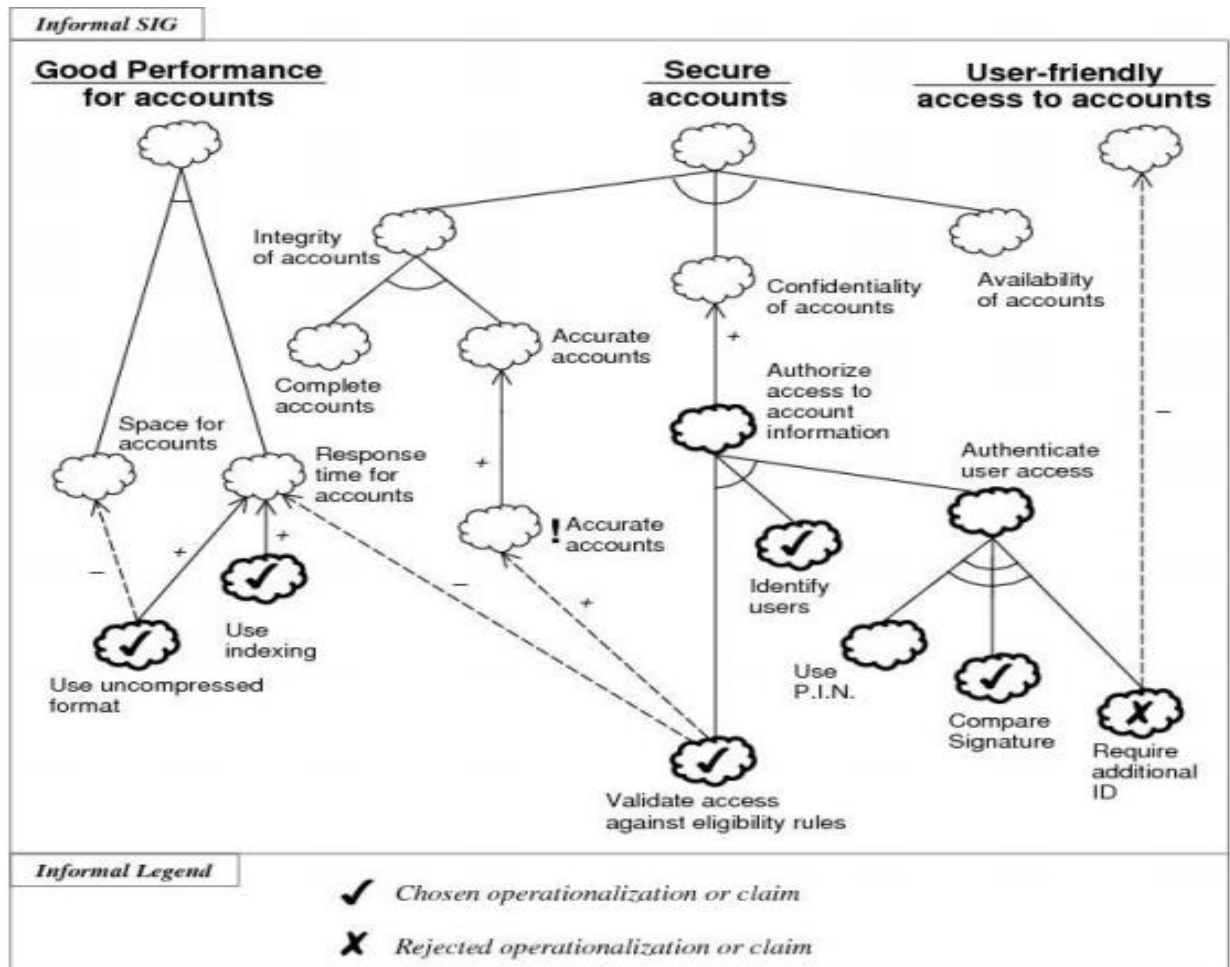 Informal SIG
Good Performance
for accounts
Secure
accounts
User-friendly
access to accounts
Integrity
of accounts
Confidentiality
of accounts
Availability
of accounts
Complete
accounts
Accurate
accounts
+
Authorize
access to
account
information
−
Space for
accounts
Response
time for
accounts
+
Authenticate
user access
! Accurate
accounts
−
+
+
−
+
✔
Identify
users
✔
Use
indexing
✔
Use uncompressed
format
Use
P.I.N.
✔
Compare
Signature
✘
Require
additional
ID
✔
Validate access
against eligibility rules
Informal Legend
✔ Chosen operationalization or claim
✘ Rejected operationalization or claim